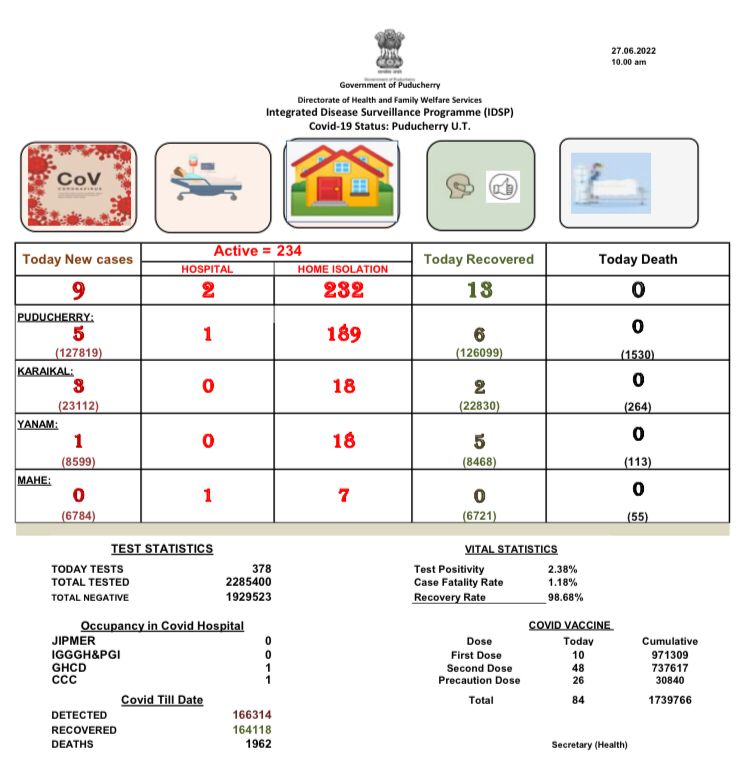 27.06.2022
10.00 am
Government of Puducherry
Government of Puducherry
Directorate of Health and Family Welfare Services
Integrated Disease Surveillance Programme (IDSP)
Covid-19 Status: Puducherry U.T.
CoV
CORONAVIRUS
Today New cases Active = 234 Today Recovered Today Death
HOSPITAL HOME ISOLATION
9 2 232 13 0
PUDUCHERRY:
5 1 189 6 0
(127819) (126099) (1530)
KARAIKAL:
3 0 18 2 0
(23112) (22830) (264)
YANAM:
1 0 18 5 0
(8599) (8468) (113)
MAHE:
0 1 7 0 0
(6784) (6721) (55)
TEST STATISTICS
TODAY TESTS 378
TOTAL TESTED 2285400
TOTAL NEGATIVE 1929523
VITAL STATISTICS
Test Positivity 2.38%
Case Fatality Rate 1.18%
Recovery Rate 98.68%
Occupancy in Covid Hospital
JIPMER 0
IGGGH&PGI 0
GHCD 1
CCC 1
COVID VACCINE
Dose Today Cumulative
First Dose 10 971309
Second Dose 48 737617
Precaution Dose 26 30840
Total 84 1739766
Covid Till Date
DETECTED 166314
RECOVERED 164118
DEATHS 1962
Secretary (Health)